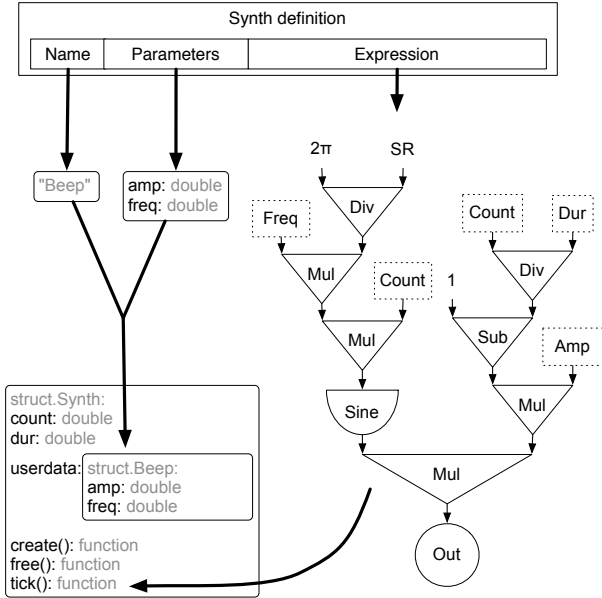 Synth definition
Name Parameters Expression
2π SR
"Beep"
amp: double
freq: double
Div
Freq
Count
Dur
Mul
Count
Div
1
Mul
Sub
Amp
Sine
Mul
struct.Synth:
count: double
dur: double
userdata: struct.Beep:
amp: double
freq: double
Mul
create(): function
free(): function
tick(): function
Out